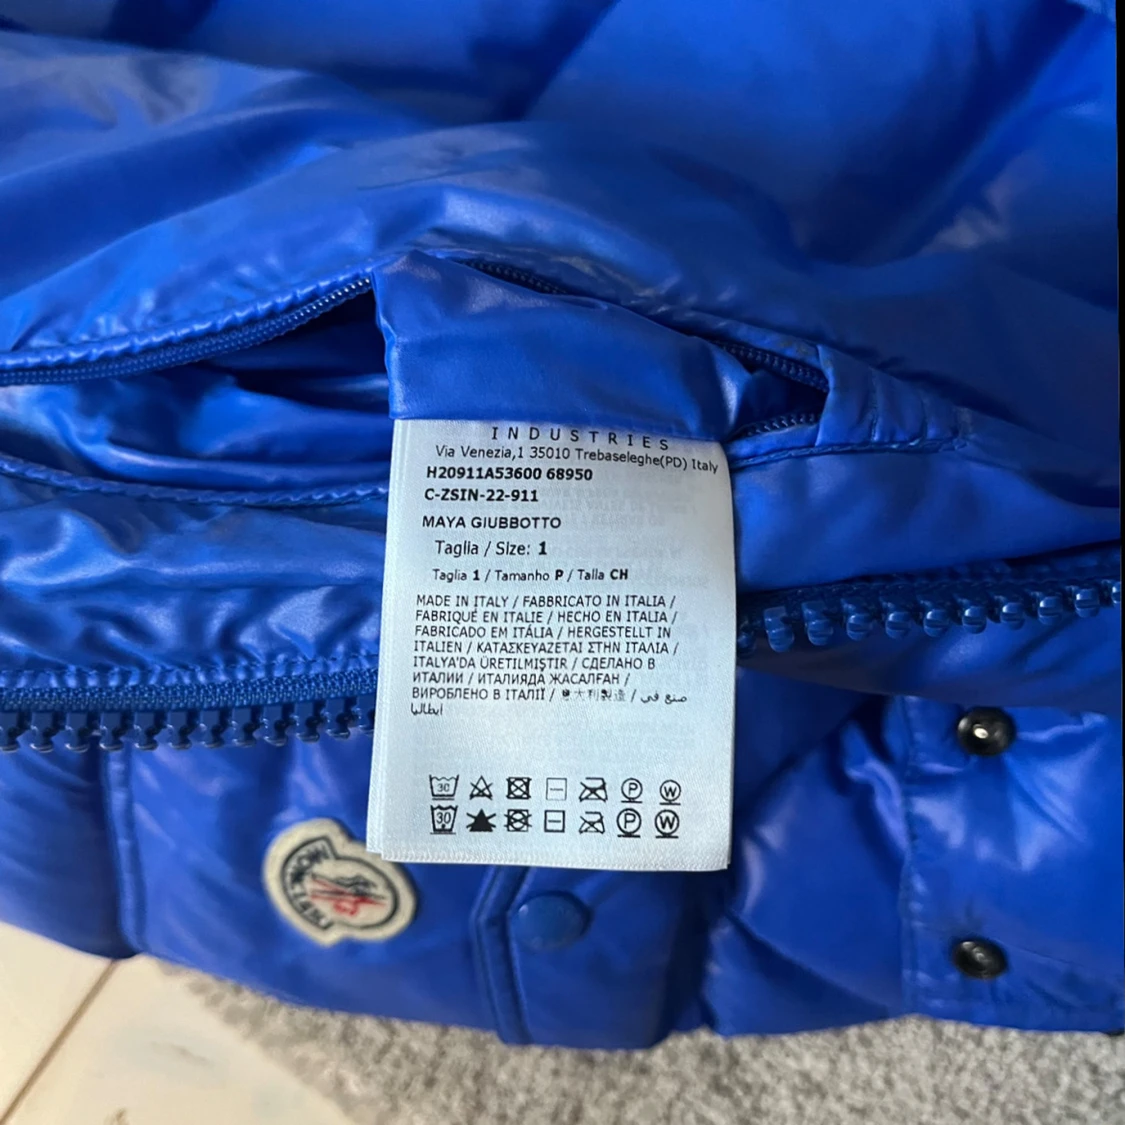 INDUSTRIES
Via Venezia,1 35010 Trebaseleghe(PD) Italy
H20911A53600 68950
C-ZSIN-22-911
MAYA GIUBBOTTO
Taglia / Size: 1
Taglia 1 / Tamanho P / Talla CH
MADE IN ITALY / FABBRICATO IN ITALIA /
FABRIQUÉ EN ITALIE / HECHO EN ITALIA /
FABRICADO EM ITÁLIA / HERGESTELLT IN
ITALIEN / ΚΑΤΑΣΚΕΥΑΖΕΤΑΙ ΣΤΗΝ ΙΤΑΛΙΑ /
ITALYA'DA ÜRETILMIŞTIR / СДЕЛАНО В
ИТАЛИИ / ИТАЛИЯДА ЖАСАЛҒАН /
ВИРОБЛЕНО В ІТАЛІЇ / 意大利製造 / صنع في
ايطاليا
30 P W
30 P W
MONCLER